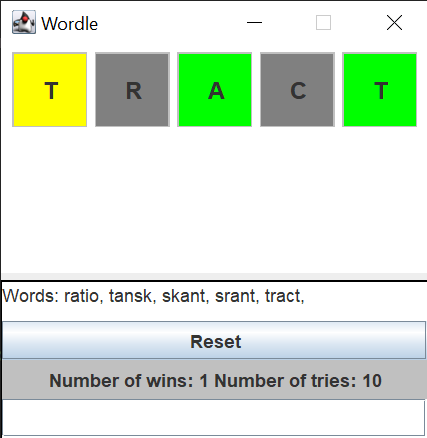 Wordle
T R A C T
Words: ratio, tansk, skant, srant, tract,
Reset
Number of wins: 1 Number of tries: 10